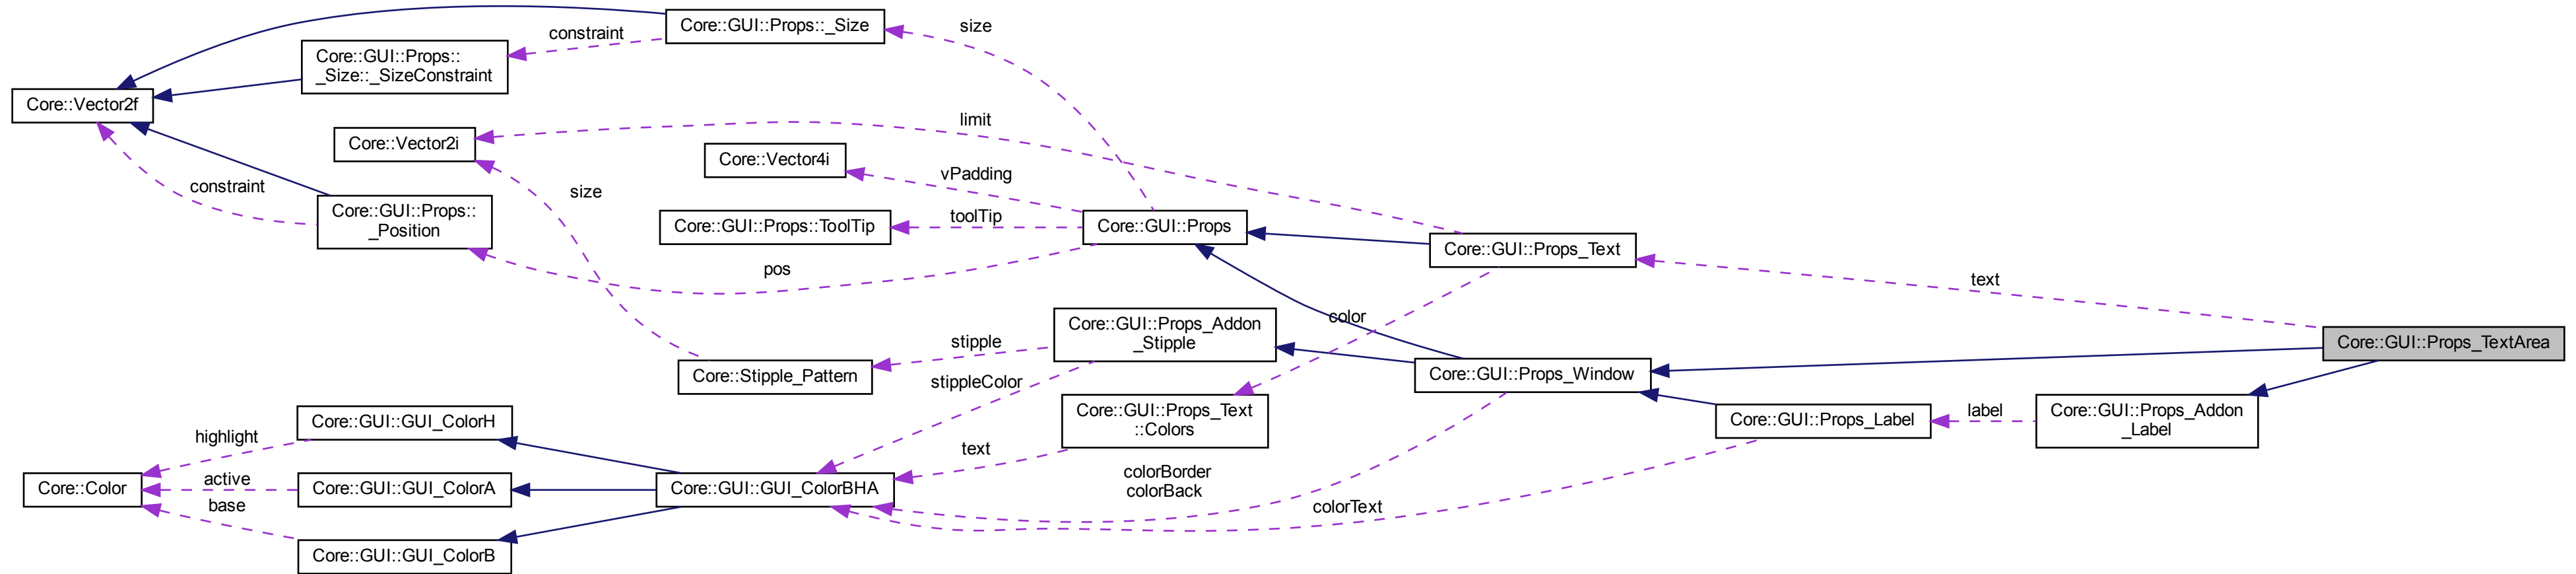 Core::GUI::Props::_Size
size
constraint
Core::GUI::Props::
_Size::_SizeConstraint
Core::Vector2f
limit
Core::Vector2i
Core::Vector4i
vPadding
constraint
size
Core::GUI::Props::
_Position
Core::GUI::Props::ToolTip
toolTip
Core::GUI::Props
Core::GUI::Props_Text
pos
text
color
Core::GUI::Props_Addon
_Stipple
stipple
Core::GUI::Props_TextArea
Core::Stipple_Pattern
stippleColor
Core::GUI::Props_Window
Core::GUI::Props_Text
::Colors
label
Core::GUI::Props_Label
Core::GUI::Props_Addon
_Label
Core::GUI::GUI_ColorH
highlight
text
colorBorder
colorBack
Core::Color
active
Core::GUI::GUI_ColorA
Core::GUI::GUI_ColorBHA
base
colorText
Core::GUI::GUI_ColorB